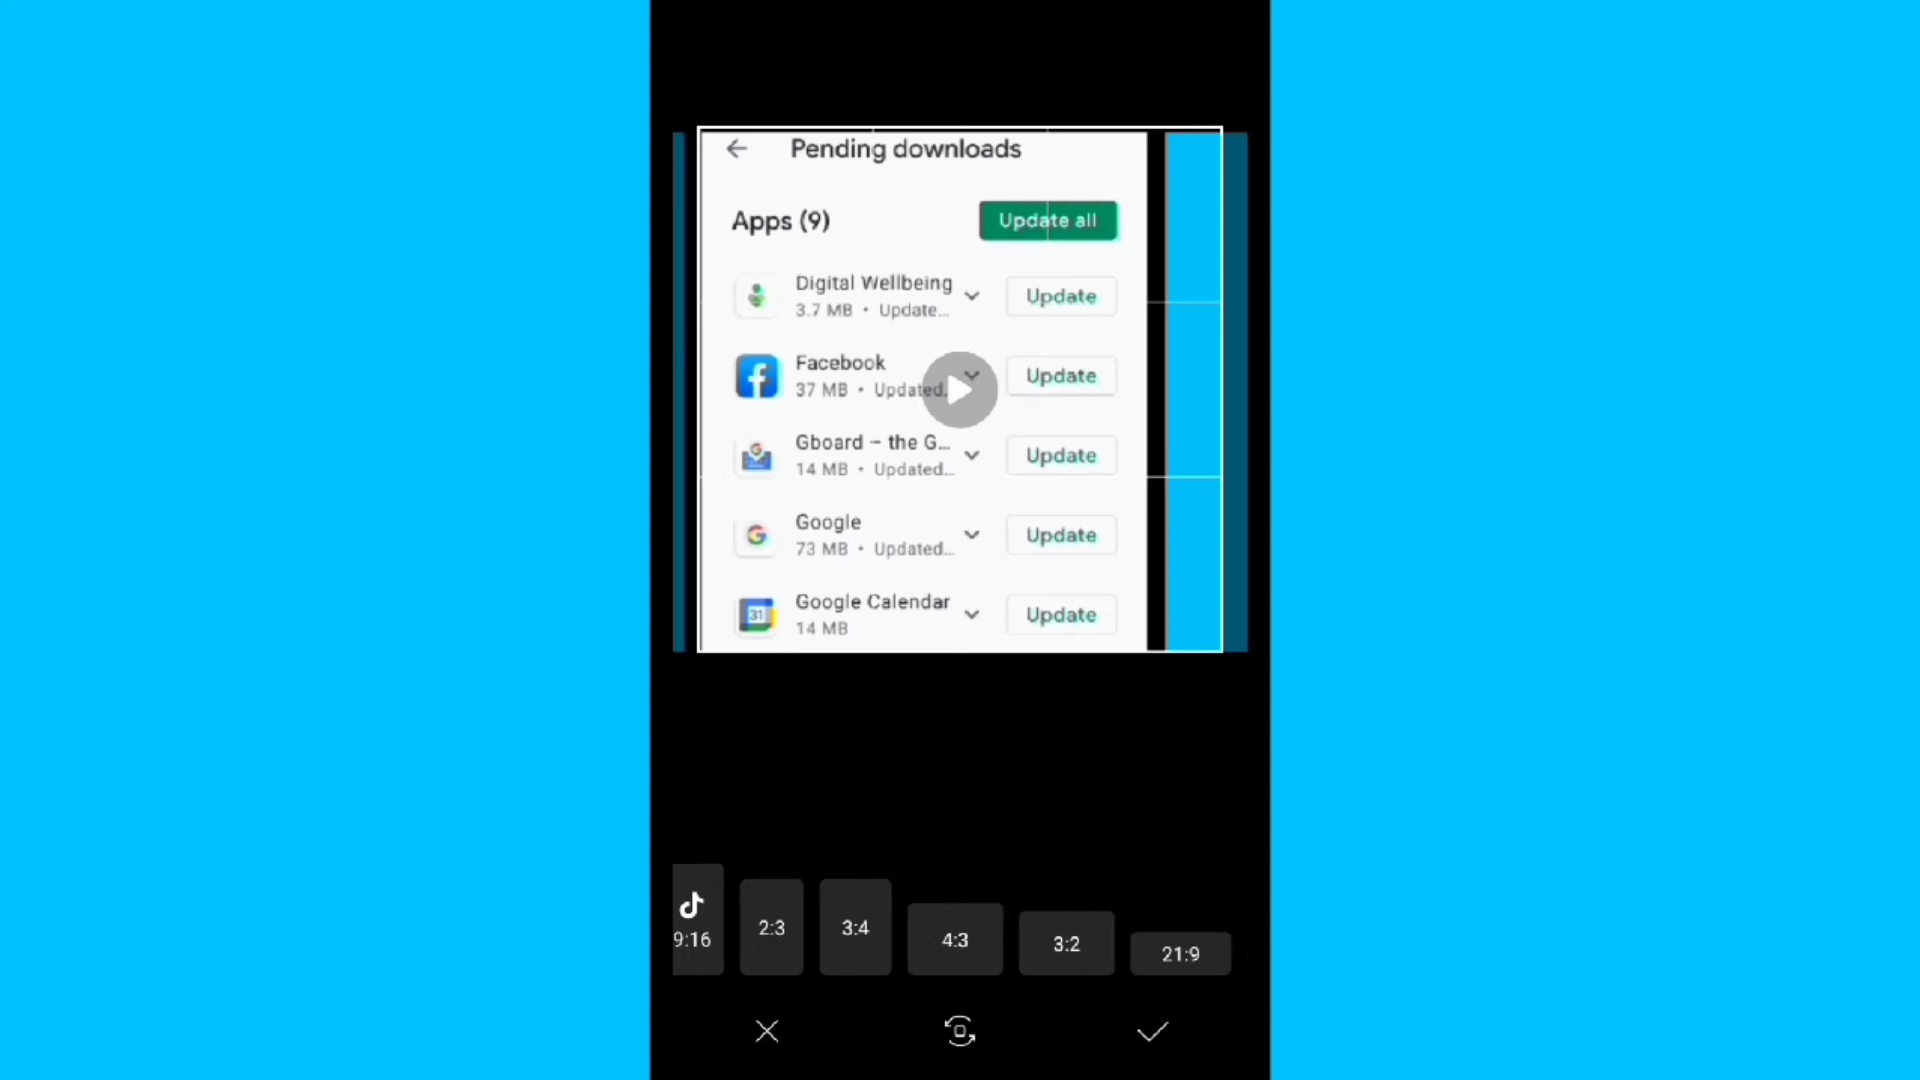 Pending downloads
Apps (9)
Update all
Digital Wellbeing
3.7 MB • Update...
Update
Facebook
37 MB • Updated.
Update
Gboard – the G...
14 MB • Updated...
Update
Google
73 MB • Updated...
Update
31
Google Calendar
14 MB
Update
9:16
2:3
3:4
4:3
3:2
21:9